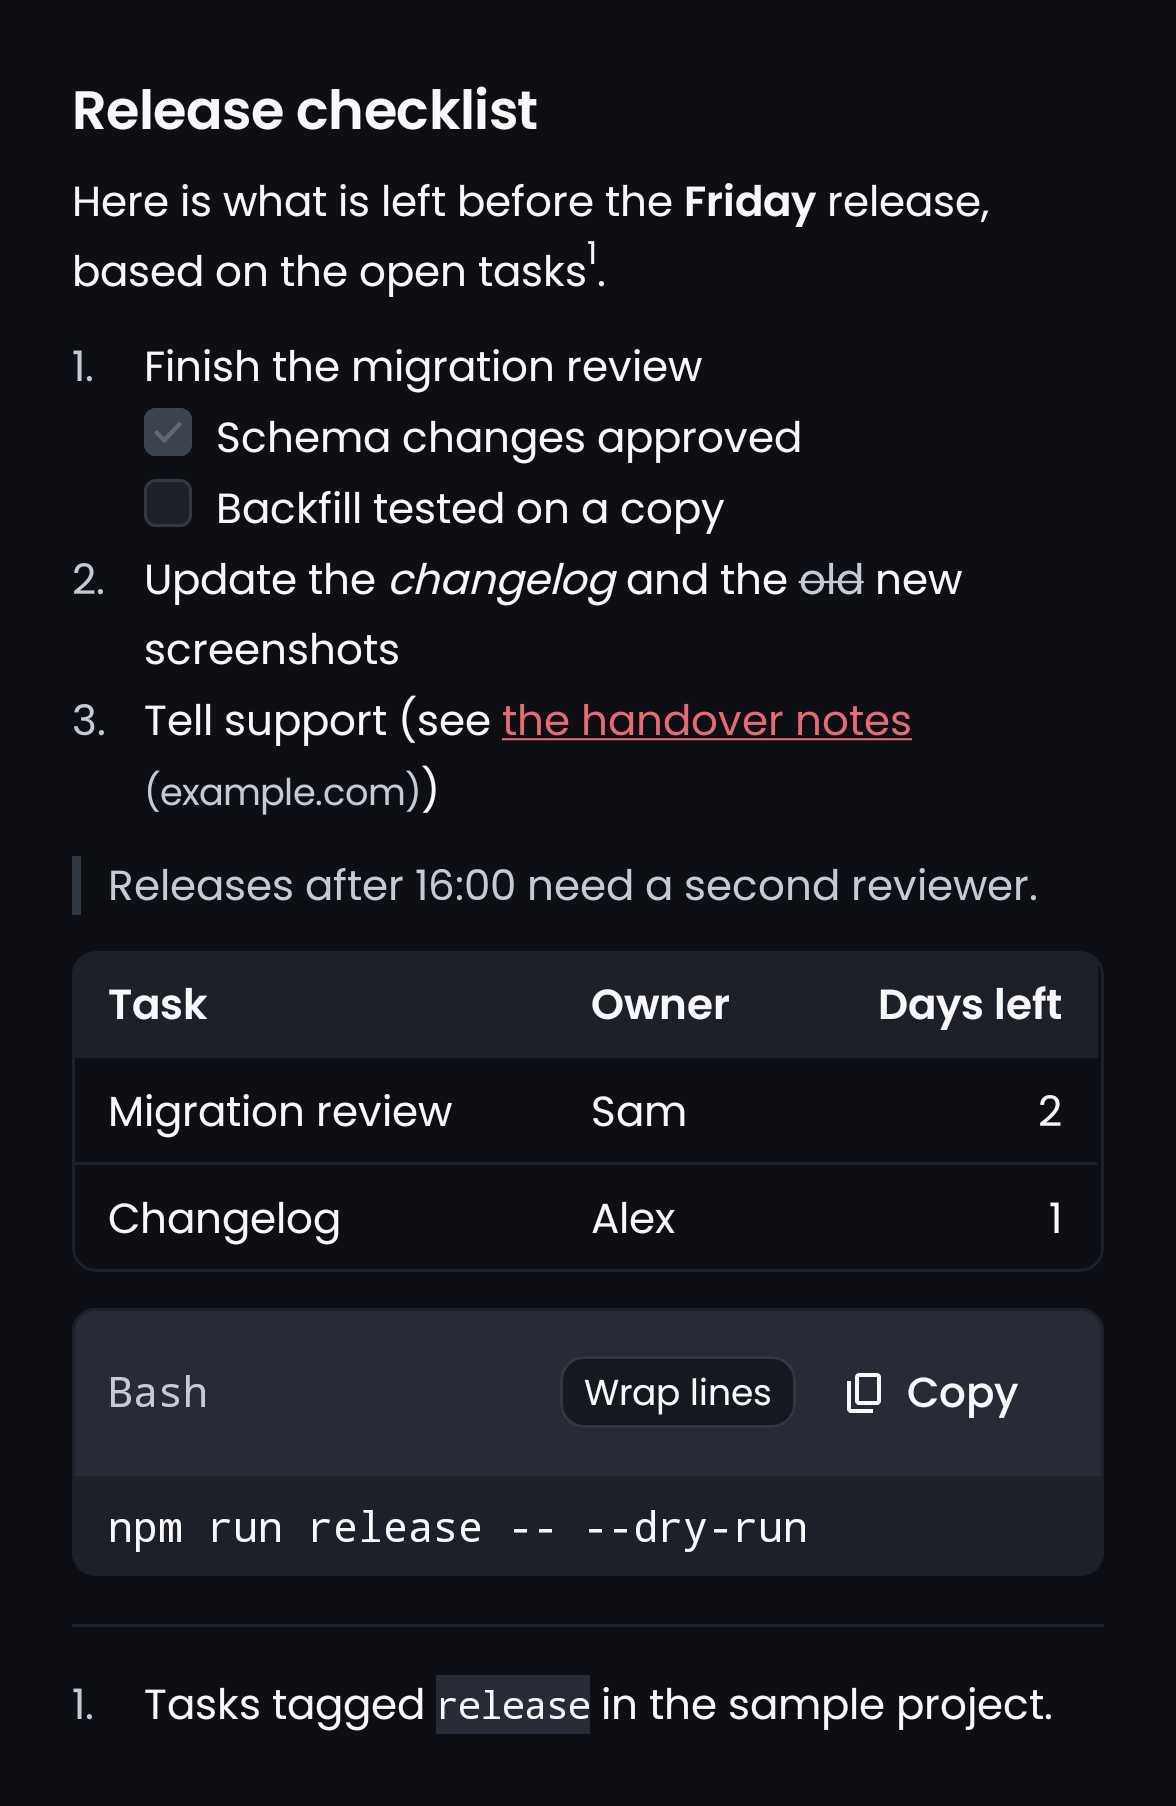 Release checklist
Here is what is left before the Friday release,
based on the open tasks1.
1. Finish the migration review
Schema changes approved
Backfill tested on a copy
2. Update the changelog and the old new
screenshots
3. Tell support (see the handover notes
(example.com))
Releases after 16:00 need a second reviewer.
Task Owner Days left
Migration review Sam 2
Changelog Alex 1
Bash Wrap lines Copy
npm run release -- --dry-run
1. Tasks tagged release in the sample project.